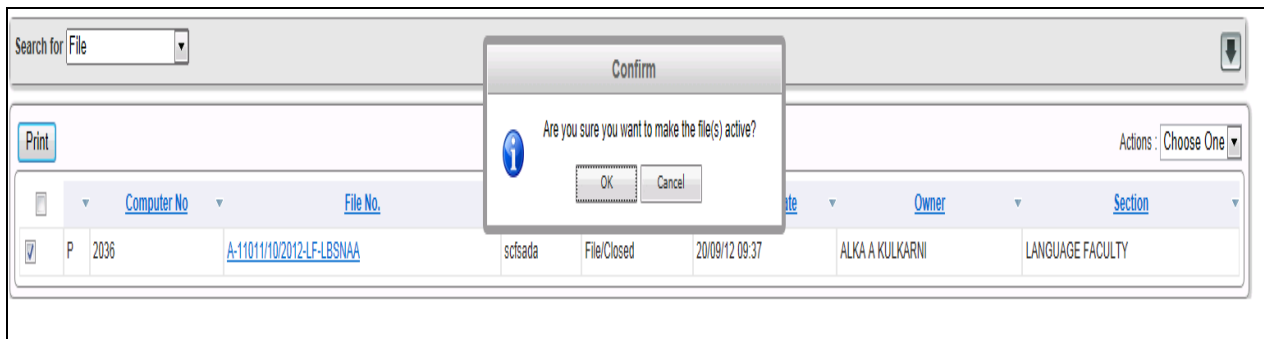 Search for File
Confirm
Are you sure you want to make the file(s) active?
OK Cancel
Print
Actions : Choose One
Computer No File No. Owner Section
P 2036 A-11011/10/2012-LF-LBSNAA scfsada File/Closed 20/09/12 09:37 ALKA A KULKARNI LANGUAGE FACULTY